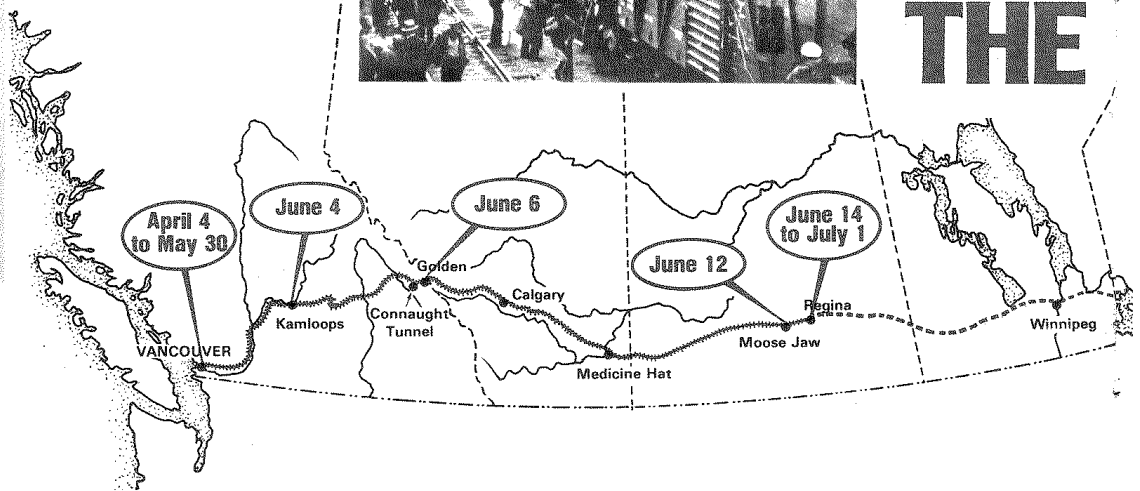 THE
April 4
to May 30
June 4
June 6
June 12
June 14
to July 1
VANCOUVER
Kamloops
Connaught
Tunnel
Golden
Calgary
Medicine Hat
Moose Jaw
Regina
Winnipeg